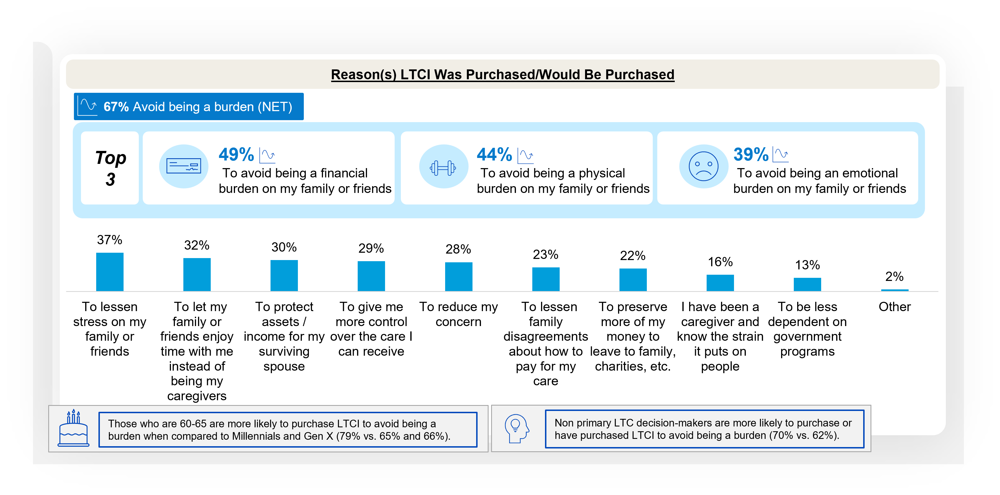 Reason(s) LTCI Was Purchased/Would Be Purchased
67% Avoid being a burden (NET)
Top
3
49%
To avoid being a financial
burden on my family or friends
44%
To avoid being a physical
burden on my family or friends
39%
To avoid being an emotional
burden on my family or friends
37%
To lessen
stress on my
family or
friends
32%
To let my
family or
friends enjoy
time with me
instead of
being my
caregivers
30%
To protect
assets /
income for my
surviving
spouse
29%
To give me
more control
over the care I
can receive
28%
To reduce my
concern
23%
To lessen
family
disagreements
about how to
pay for my
care
22%
To preserve
more of my
money to
leave to family,
charities, etc.
16%
I have been a
caregiver and
know the strain
it puts on
people
13%
To be less
dependent on
government
programs
2%
Other
Those who are 60-65 are more likely to purchase LTCI to avoid being a
burden when compared to Millennials and Gen X (79% vs. 65% and 66%).
Non primary LTC decision-makers are more likely to purchase or
have purchased LTCI to avoid being a burden (70% vs. 62%).